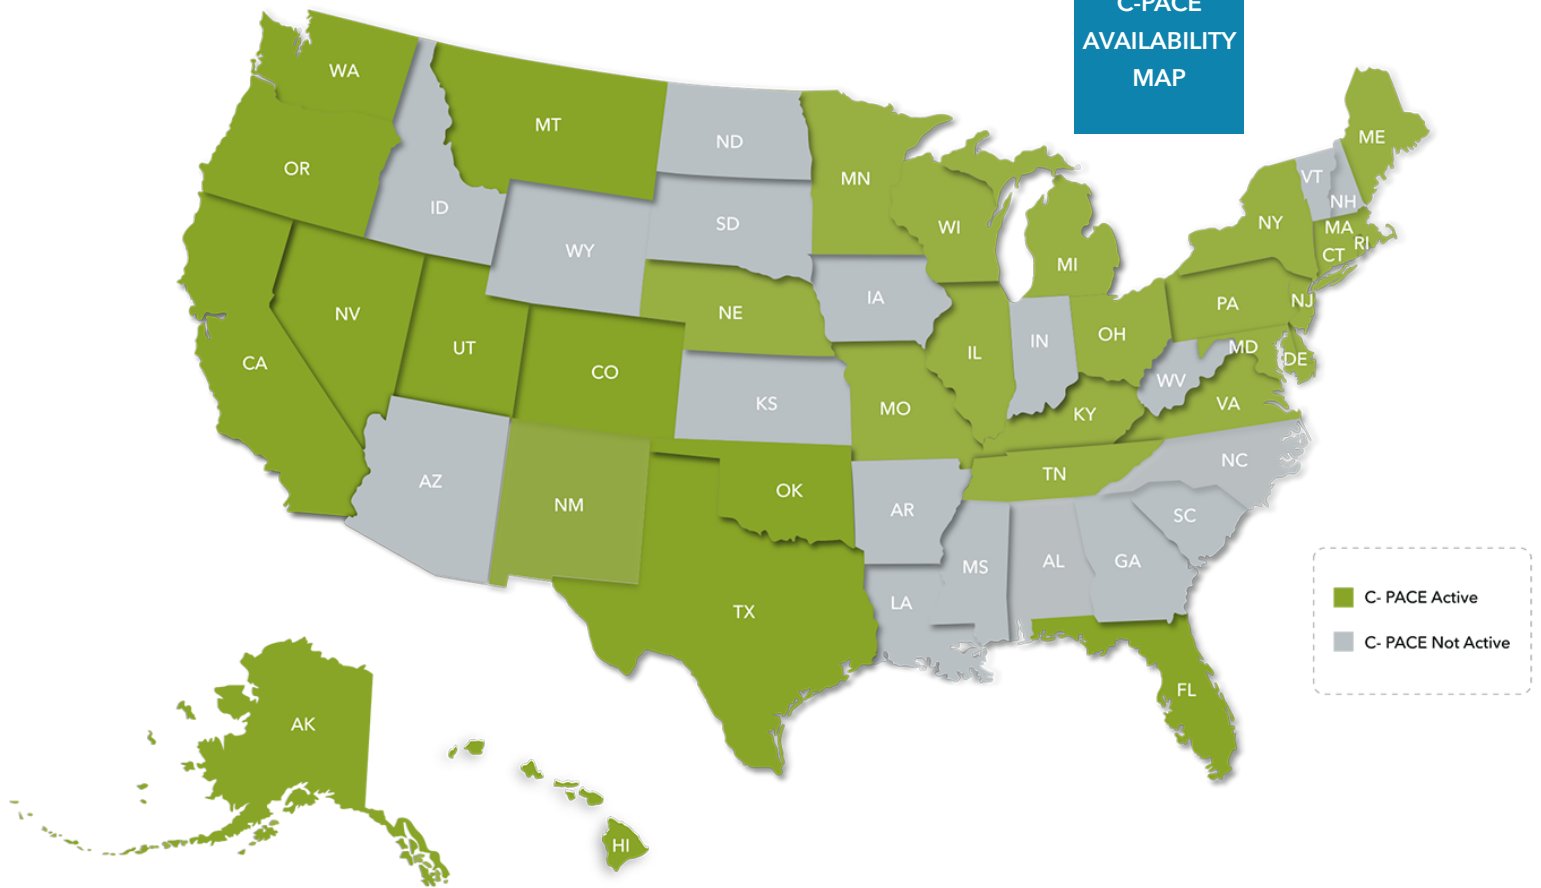 C-PACE
AVAILABILITY
MAP
WA
MT
ND
MN
ME
OR
ID
SD
WI
VT
NH
NY
MA
RI
CT
WY
MI
IA
NE
PA
NJ
NV
UT
CO
IL
IN
OH
MD
DE
CA
KS
MO
KY
WV
VA
AZ
NM
OK
AR
TN
NC
SC
MS
AL
GA
LA
TX
C- PACE Active
C- PACE Not Active
FL
AK
HI